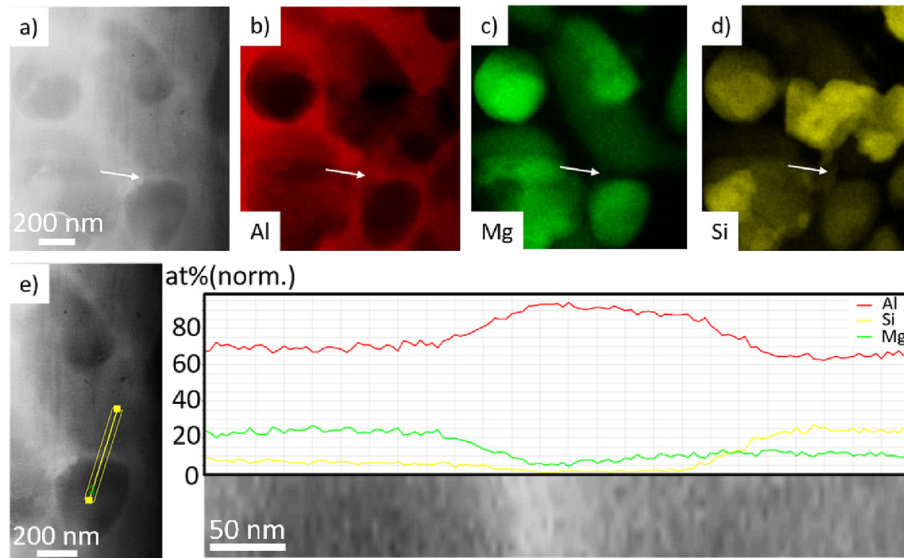 a)
200 nm
b)
Al
c)
Mg
d)
Si
e)
200 nm
at%(norm.)
80
60
40
20
0
Al
Si
Mg
50 nm